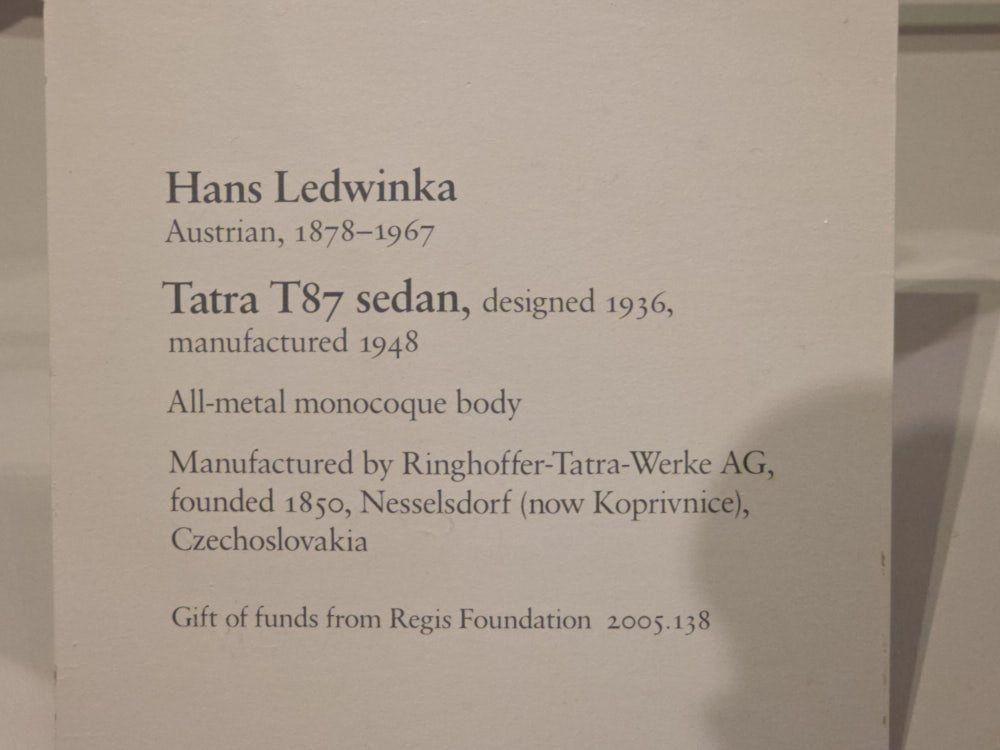 Hans Ledwinka
Austrian, 1878–1967
Tatra T87 sedan, designed 1936,
manufactured 1948
All-metal monocoque body
Manufactured by Ringhoffer-Tatra-Werke AG,
founded 1850, Nesselsdorf (now Koprivnice),
Czechoslovakia
Gift of funds from Regis Foundation 2005.138